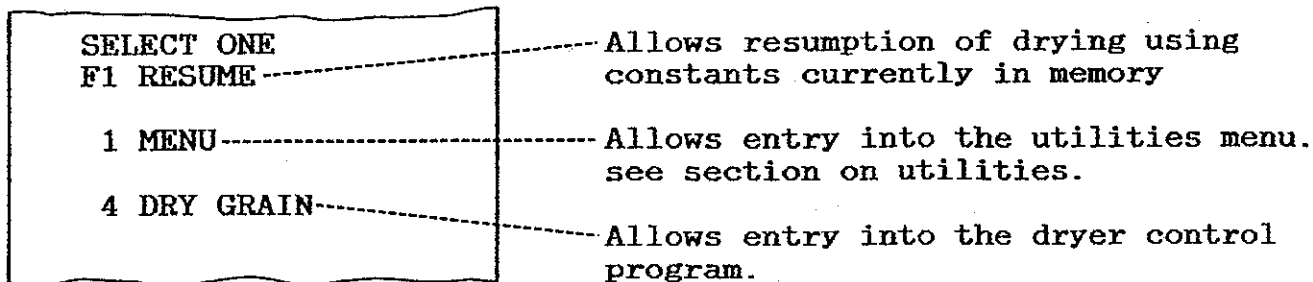 SELECT ONE
F1 RESUME
Allows resumption of drying using
constants currently in memory
1 MENU
Allows entry into the utilities menu.
see section on utilities.
4 DRY GRAIN
Allows entry into the dryer control
program.